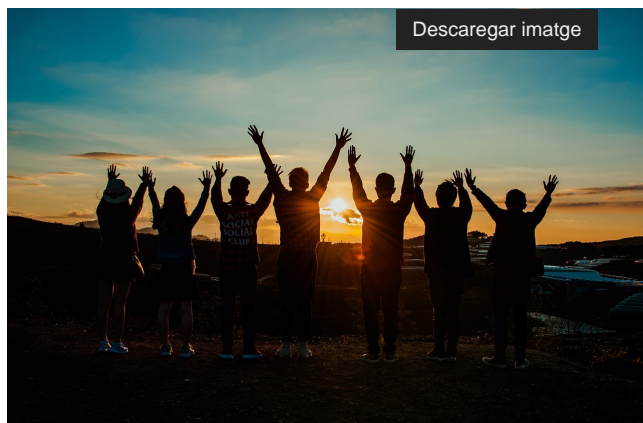 Descaregar imatge
ANTI
SOCIAL
SOCIAL
CLUB